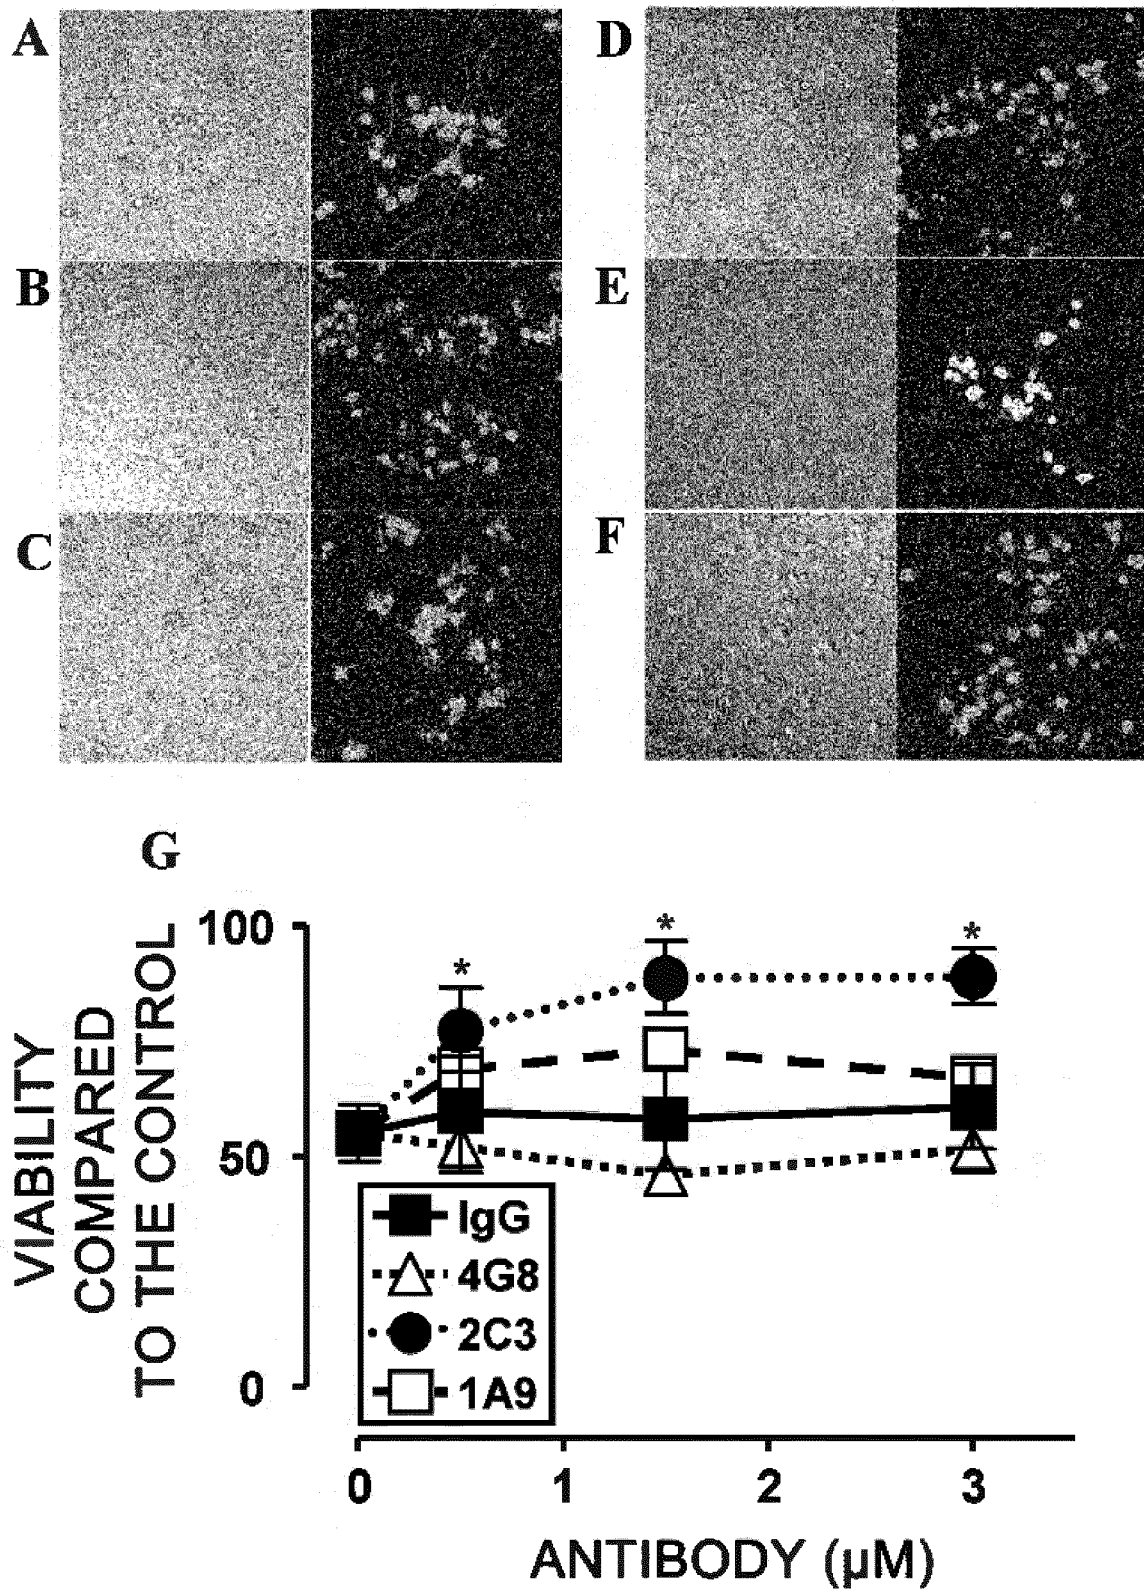 A
D
B
E
C
F
G
VIABILITY
COMPARED
TO THE CONTROL
100
50
0
*
*
*
IgG
4G8
2C3
1A9
0
1
2
3
ANTIBODY (µM)